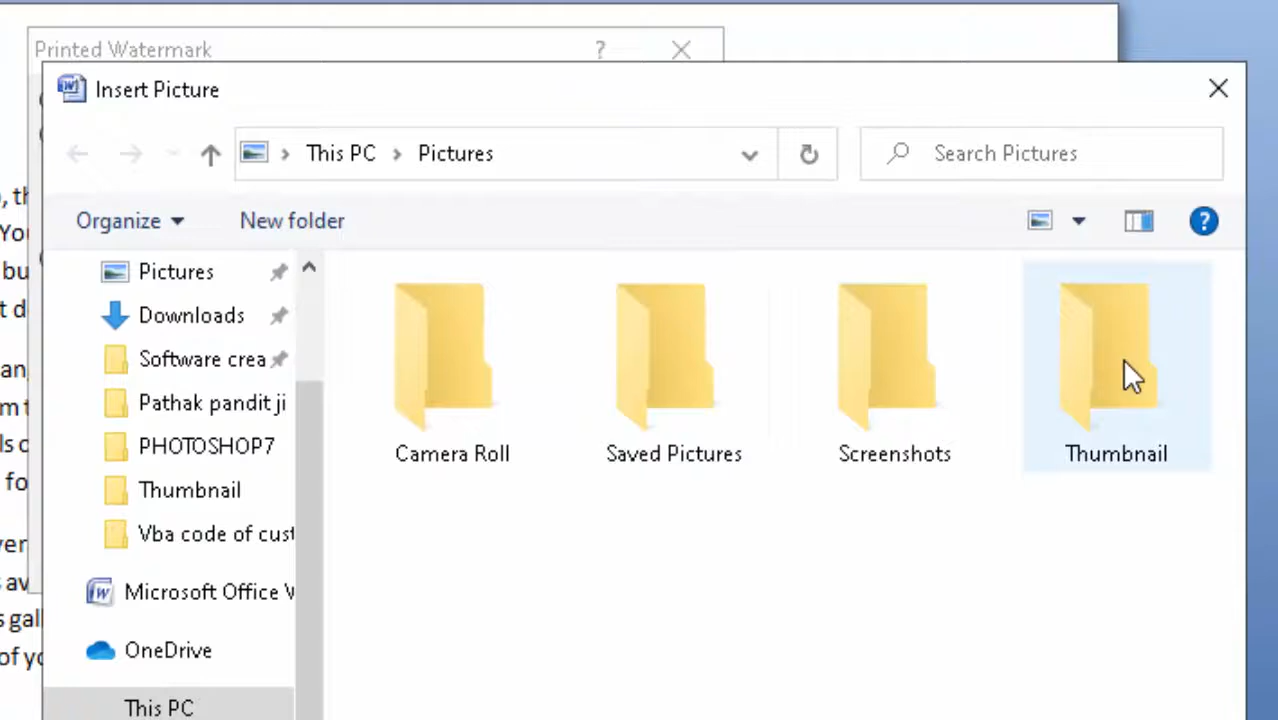 Printed Watermark
?
Insert Picture
This PC
Pictures
Search Pictures
Organize
New folder
?
Pictures
Downloads
Software crea
Pathak pandit ji
PHOTOSHOP7
Thumbnail
Vba code of cust
Microsoft Office
OneDrive
This PC
Camera Roll
Saved Pictures
Screenshots
Thumbnail